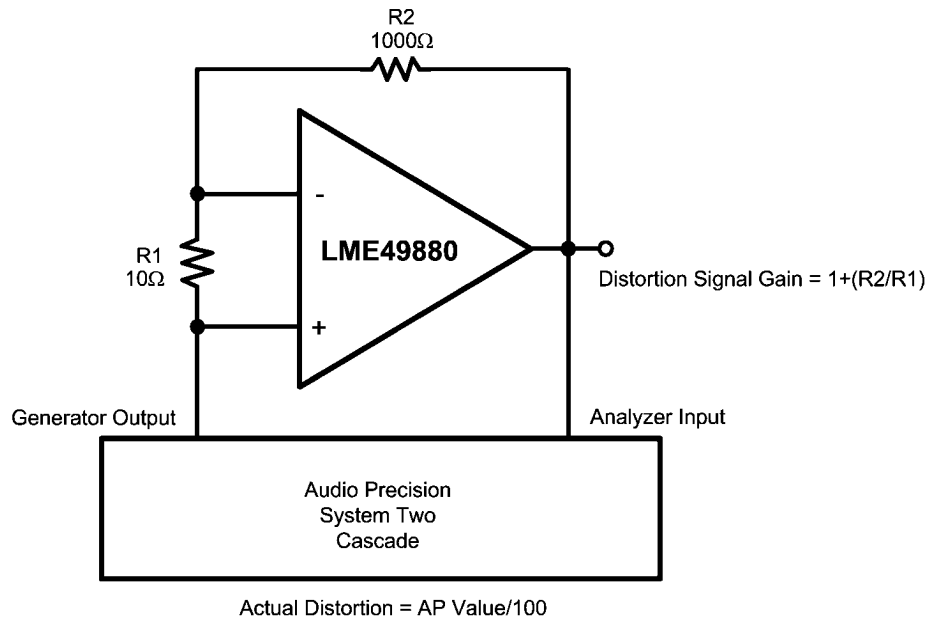 R2
1000Ω
-
LME49880
R1
10Ω
Distortion Signal Gain = 1+(R2/R1)
+
Generator Output
Analyzer Input
Audio Precision
System Two
Cascade
Actual Distortion = AP Value/100